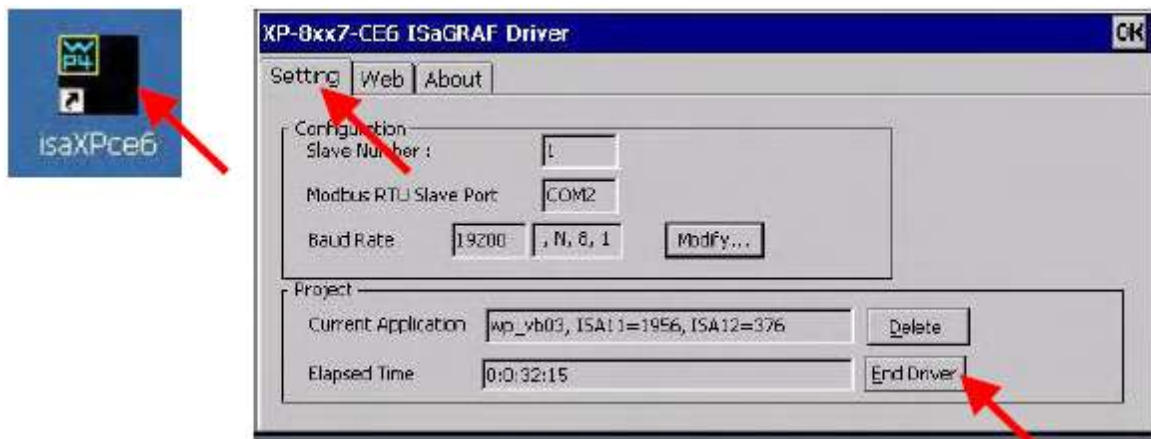 W
P4
isaXPce6
XP-8xx7-CE6 ISaGRAF Driver OK
Setting Web About
Configuration
Slave Number : 1
Modbus RTU Slave Port COM2
Baud Rate 19200 , N, 8, 1 Modify...
Project
Current Application wp_vb03, ISA11=1956, ISA12=376 Delete
Elapsed Time 0:0:32:15 End Driver